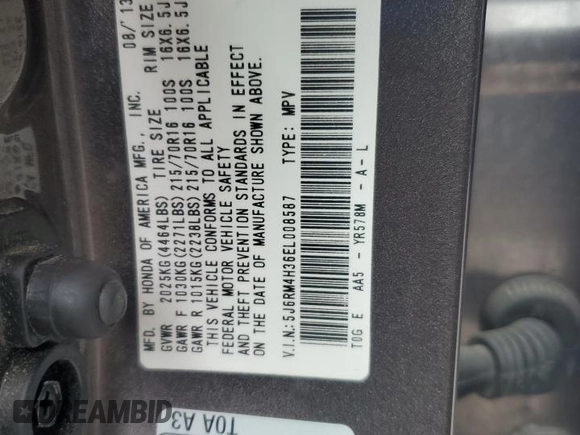 MFD. BY HONDA OF AMERICA MFG., INC. 08/'13
GVWR 2025KG(4464LBS) TIRE SIZE RIM SIZE
GAWR F 1030KG(2271LBS) 215/70R16 100S 16X6.5J
GAWR R 1015KG(2238LBS) 215/70R16 100S 16X6.5J
THIS VEHICLE CONFORMS TO ALL APPLICABLE
FEDERAL MOTOR VEHICLE SAFETY
AND THEFT PREVENTION STANDARDS IN EFFECT
ON THE DATE OF MANUFACTURE SHOWN ABOVE.
V.I.N.:5J6RM4H36EL008587 TYPE: MPV
T0G E AA5 - YR578M - A - L
T0A A3
DREAMBID